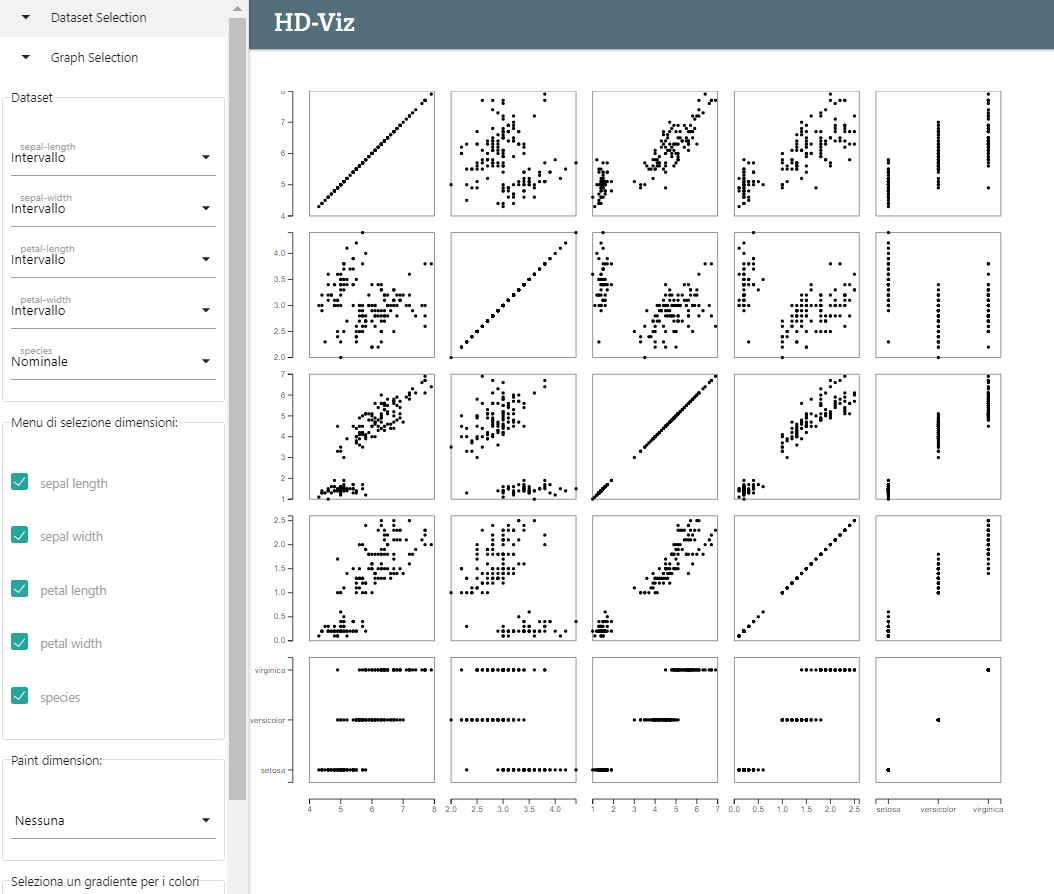 Dataset Selection
Graph Selection
Dataset
sepal-length
Intervallo
sepal-width
Intervallo
petal-length
Intervallo
petal-width
Intervallo
species
Nominale
Menu di selezione dimensioni:
sepal length
sepal width
petal length
petal width
species
Paint dimension:
Nessuna
Seleziona un gradiente per i colori
HD-Viz
8
7
6
5
4
4.0
3.5
3.0
2.5
2.0
7
6
5
4
3
2
1
2.5
2.0
1.5
1.0
0.5
0.0
virginica
versicolor
setosa
4 5 6 7 8 2.0 2.5 3.0 3.5 4.0 1 2 3 4 5 6 7 0.0 0.5 1.0 1.5 2.0 2.5 setosa versicolor virginica